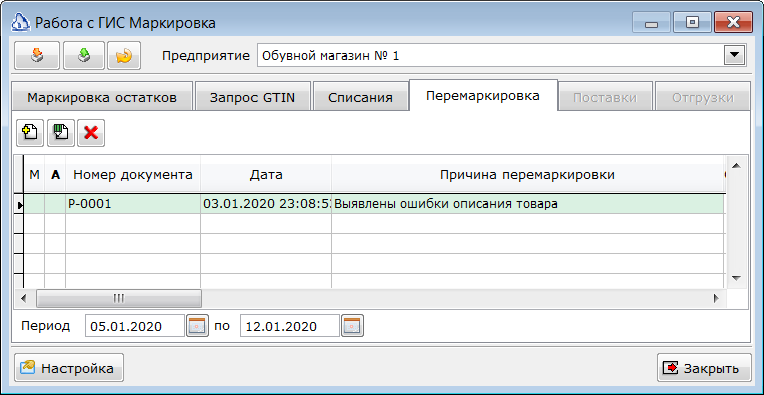 Работа с ГИС Маркировка
Предприятие Обувной магазин № 1
Маркировка остатков Запрос GTIN Списания Перемаркировка Поставки Отгрузки
М А Номер документа Дата Причина перемаркировки
Р-0001 03.01.2020 23:08:5 Выявлены ошибки описания товара
Период 05.01.2020 по 12.01.2020
Настройка Закрыть